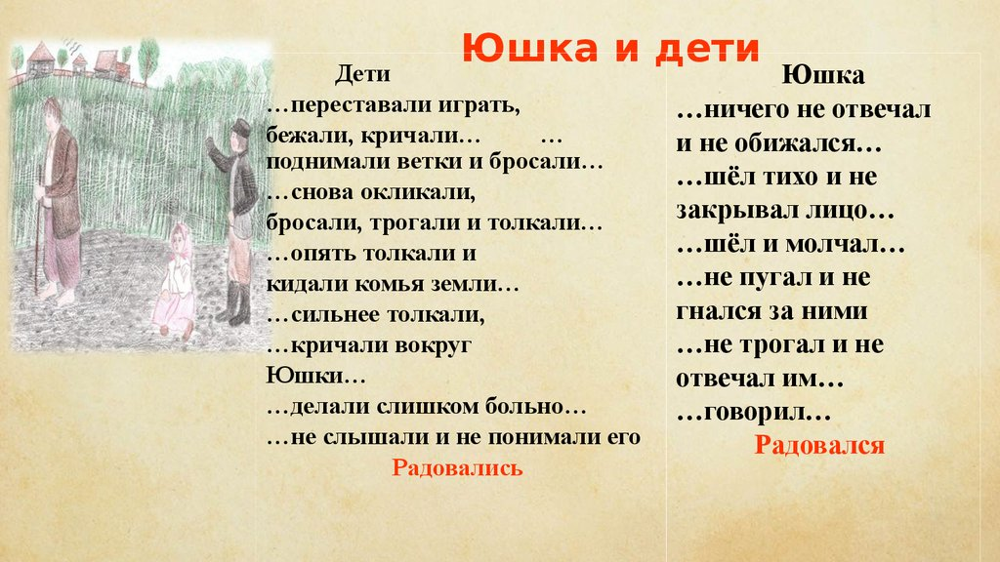 Юшка и дети
Дети
…переставали играть,
бежали, кричали… …
поднимали ветки и бросали…
…снова окликали,
бросали, трогали и толкали…
…опять толкали и
кидали комья земли…
…сильнее толкали,
…кричали вокруг
Юшки…
…делали слишком больно…
…не слышали и не понимали его
Радовались
Юшка
…ничего не отвечал
и не обижался…
…шёл тихо и не
закрывал лицо…
…шёл и молчал…
…не пугал и не
гнался за ними
…не трогал и не
отвечал им…
…говорил…
Радовался